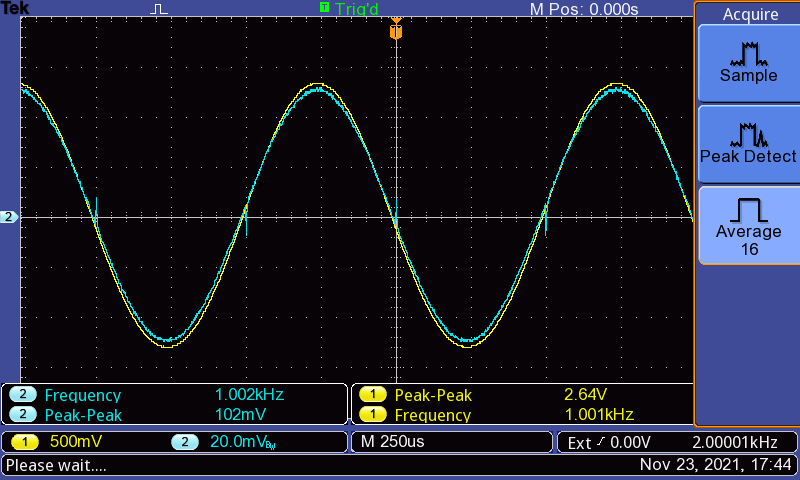 Tek
T Trig'd
M Pos: 0.000s
Acquire
T
Sample
Peak Detect
2
Average
16
2 Frequency 1.002kHz
2 Peak-Peak 102mV
1 Peak-Peak 2.64V
1 Frequency 1.001kHz
1 500mV 2 20.0mVBW
M 250us
Ext 0.00V 2.00001kHz
Please wait....
Nov 23, 2021, 17:44